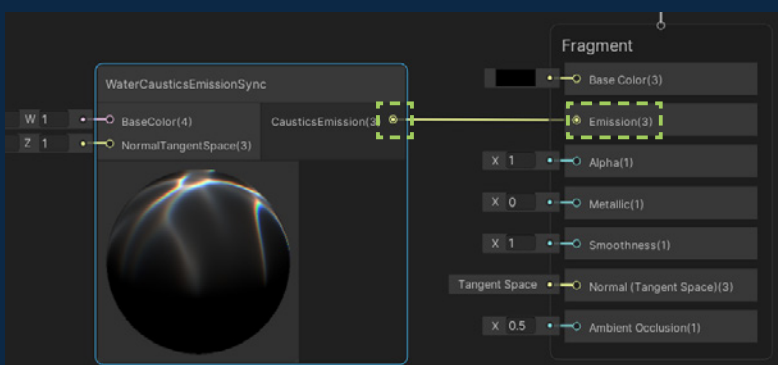 Fragment
WaterCausticsEmissionSync
Base Color(3)
W 1
BaseColor(4)
CausticsEmission(3
Emission(3)
Z 1
NormalTangentSpace(3)
X 1
Alpha(1)
X 0
Metallic(1)
X 1
Smoothness(1)
Tangent Space
Normal (Tangent Space)(3)
X 0.5
Ambient Occlusion(1)